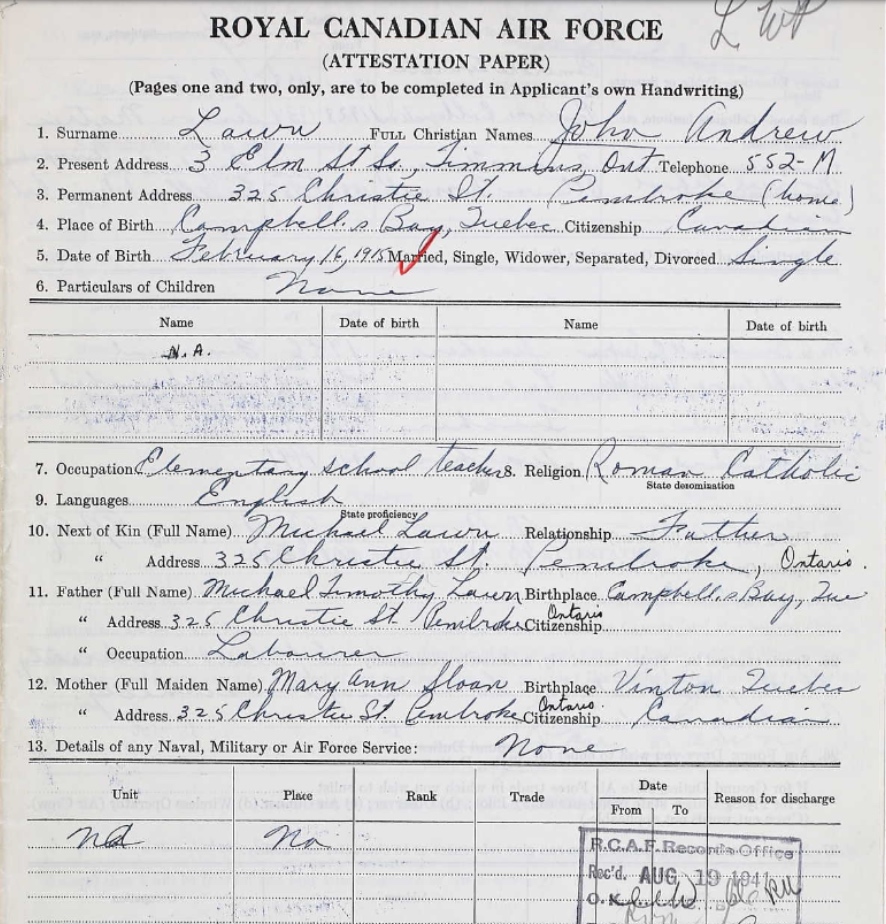 L WP
ROYAL CANADIAN AIR FORCE
(ATTESTATION PAPER)
(Pages one and two, only, are to be completed in Applicant's own Handwriting)
1. Surname Lawn FULL Christian Names John Andrew
2. Present Address 3 Elm St So., Timmins, Ont Telephone 552-M
3. Permanent Address 325 Christie St. Pembroke (home)
4. Place of Birth Campbell's Bay, Quebec Citizenship Canadian
5. Date of Birth February 16, 1915 Married, Single, Widower, Separated, Divorced Single
6. Particulars of Children None
Name Date of birth Name Date of birth
N.A.
7. Occupation Elementary school teacher 8. Religion Roman Catholic
State denomination
9. Languages English
State proficiency
10. Next of Kin (Full Name) Michael Lawn Relationship Father
" Address 325 Christie St. Pembroke, Ontario.
11. Father (Full Name) Michael Timothy Lawn Birthplace Campbell's Bay, Que
" Address 325 Christie St. Pembroke Ontario Citizenship
" Occupation Labourer
12. Mother (Full Maiden Name) Mary Ann Sloan Birthplace Vinton Quebec
" Address 325 Christie St. Pembroke Ontario. Citizenship Canadian
13. Details of any Naval, Military or Air Force Service: None
Unit Place Rank Trade Date Reason for discharge
From To
No
R.C.A.F. Records Office
Rec'd. AUG 19 1941
O.K.